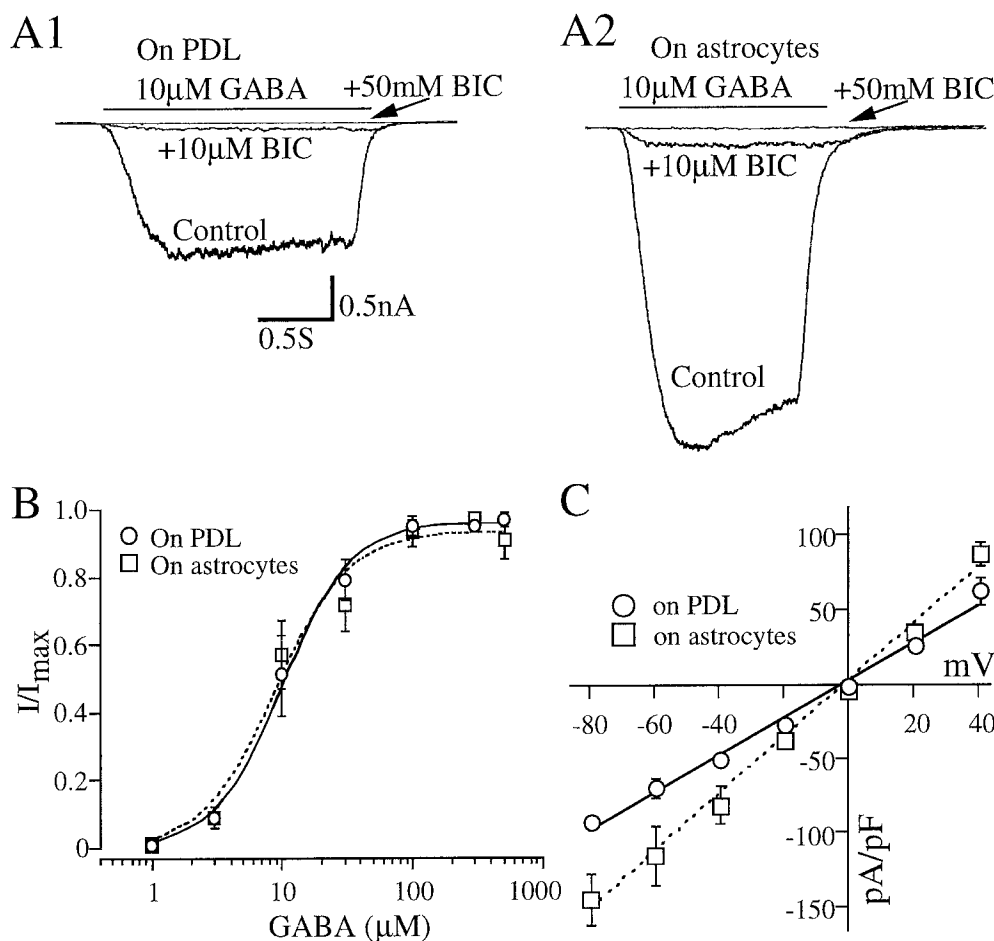 A1
On PDL
10µM GABA
+50mM BIC
+10µM BIC
Control
0.5nA
0.5S
A2
On astrocytes
10µM GABA
+50mM BIC
+10µM BIC
Control
B
On PDL
On astrocytes
I/Imax
1.0
0.8
0.6
0.4
0.2
0
1
10
100
1000
GABA (µM)
C
on PDL
on astrocytes
100
50
mV
-80
-60
-40
20
40
-50
-100
-150
pA/pF